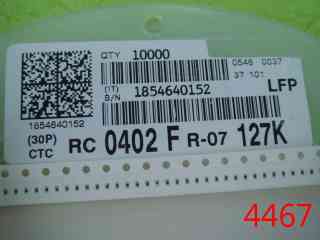 QTY 10000
0546 0037
37 101
(1T)
B/N 1854640152
LFP
1854640152
(30P)
CTC RC 0402 F R-07 127K
4467